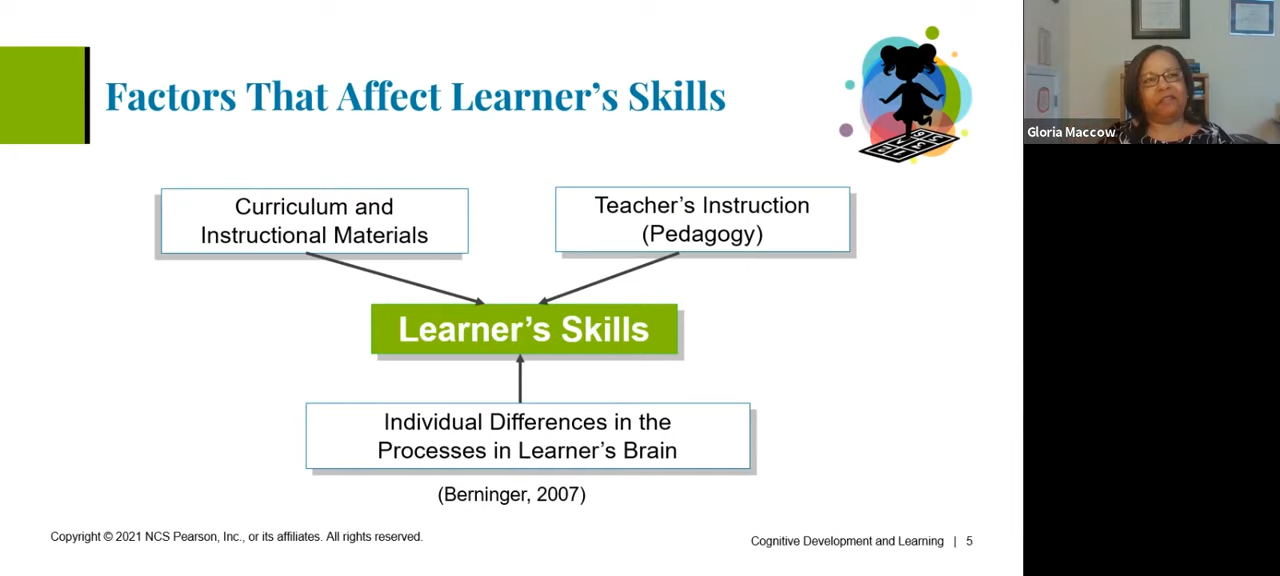 Factors That Affect Learner's Skills
Gloria Maccow
Curriculum and
Instructional Materials
Teacher's Instruction
(Pedagogy)
Learner's Skills
Individual Differences in the
Processes in Learner's Brain
(Berninger, 2007)
Copyright © 2021 NCS Pearson, Inc., or its affiliates. All rights reserved.
Cognitive Development and Learning | 5